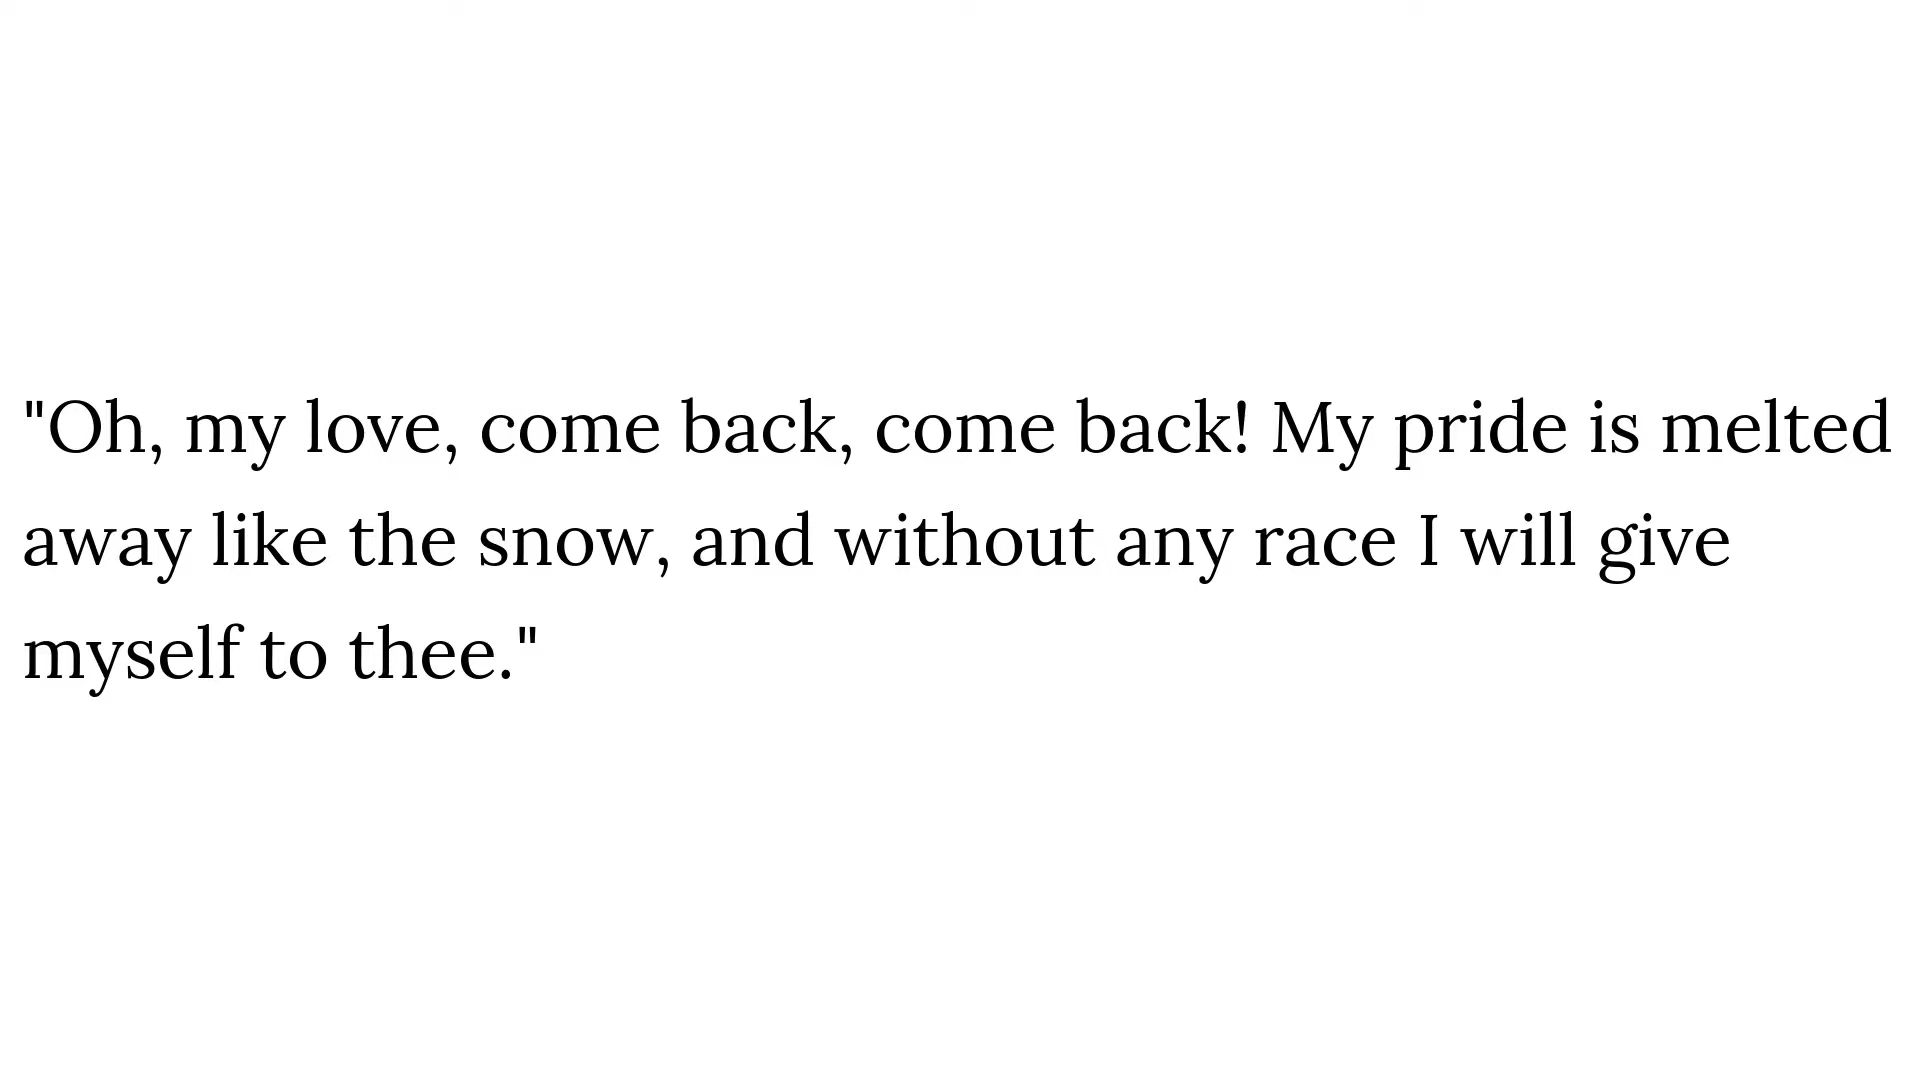 "Oh, my love, come back, come back! My pride is melted
away like the snow, and without any race I will give
myself to thee."